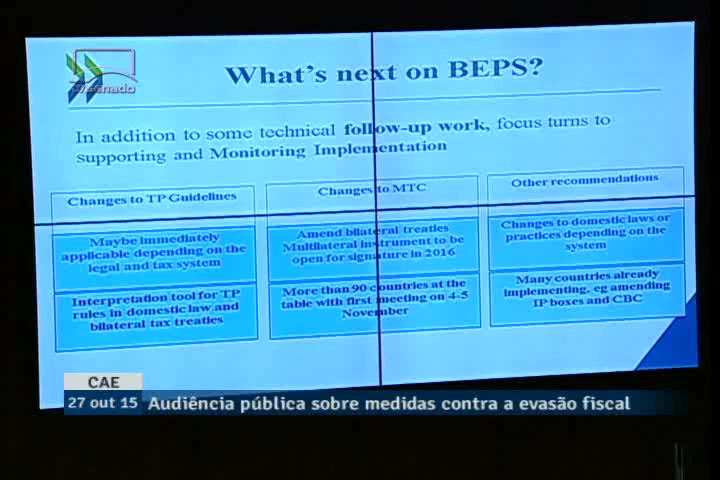 tvsenado
What's next on BEPS?
In addition to some technical follow-up work, focus turns to
supporting and Monitoring Implementation
Changes to TP Guidelines
Changes to MTC
Other recommendations
Maybe immediately
applicable depending on the
legal and tax system
Amend bilateral treaties
Multilateral instrument to be
open for signature in 2016
Changes to domestic laws or
practices depending on the
system
Interpretation tool for TP
rules in domestic law and
bilateral tax treaties
More than 90 countries at the
table with first meeting on 4-5
November
Many countries already
implementing, eg amending
IP boxes and CBC
CAE
27 out 15 Audiência pública sobre medidas contra a evasão fiscal